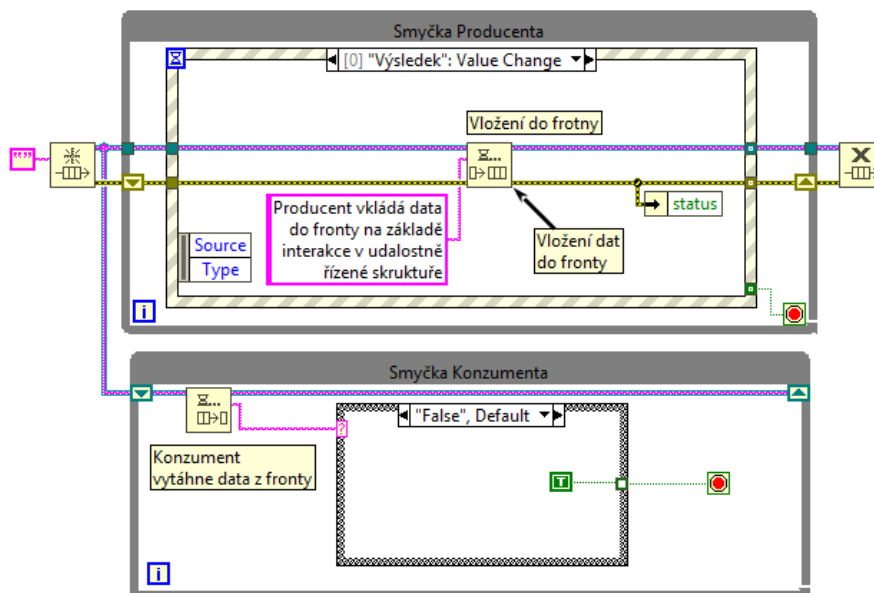 Smyčka Producenta
[0] "Výsledek": Value Change
Vložení do frotny
""
Producent vkládá data
do fronty na základě
interakce v udalostně
řízené skruktuře
status
Vložení dat
do fronty
Source
Type
i
Smyčka Konzumenta
"False", Default
?
Konzument
vytáhne data z fronty
T
i